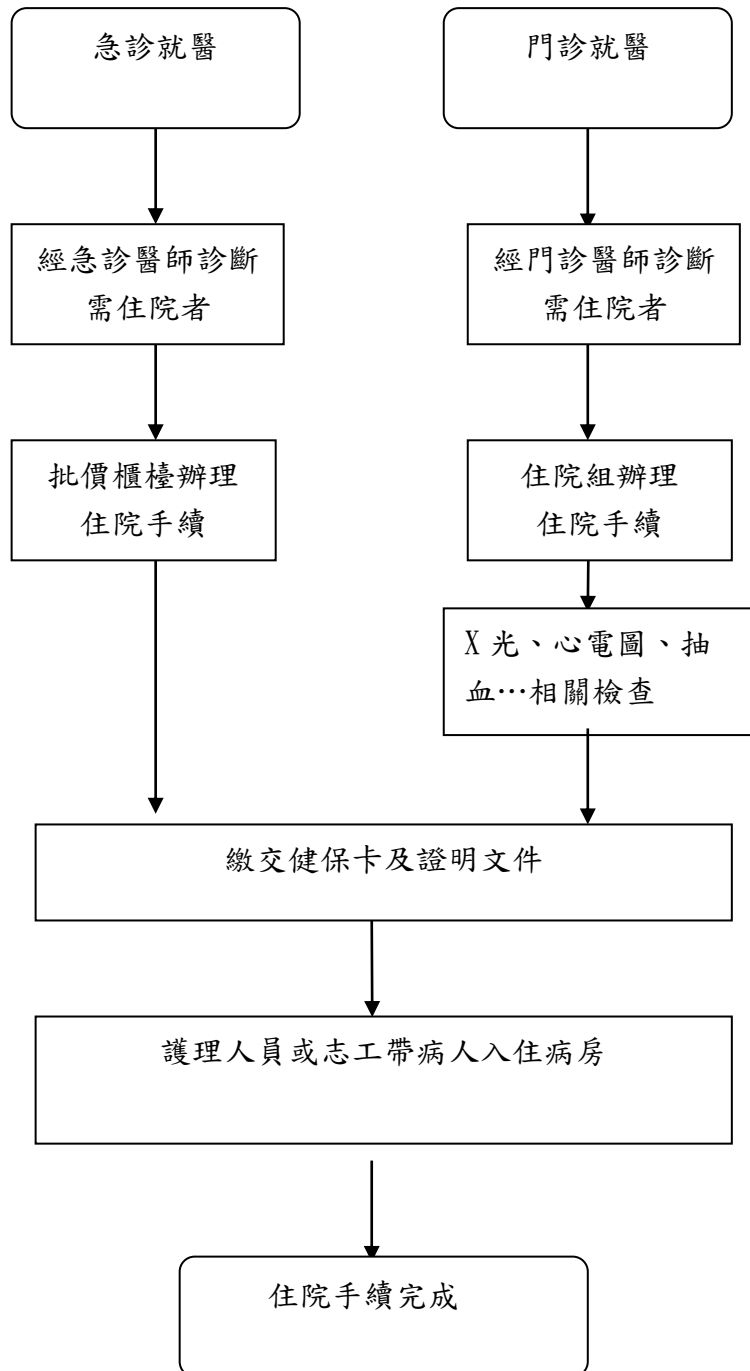 急診就醫
門診就醫
經急診醫師診斷
需住院者
經門診醫師診斷
需住院者
批價櫃檯辦理
住院手續
住院組辦理
住院手續
X 光、心電圖、抽
血…相關檢查
繳交健保卡及證明文件
護理人員或志工帶病人入住病房
住院手續完成